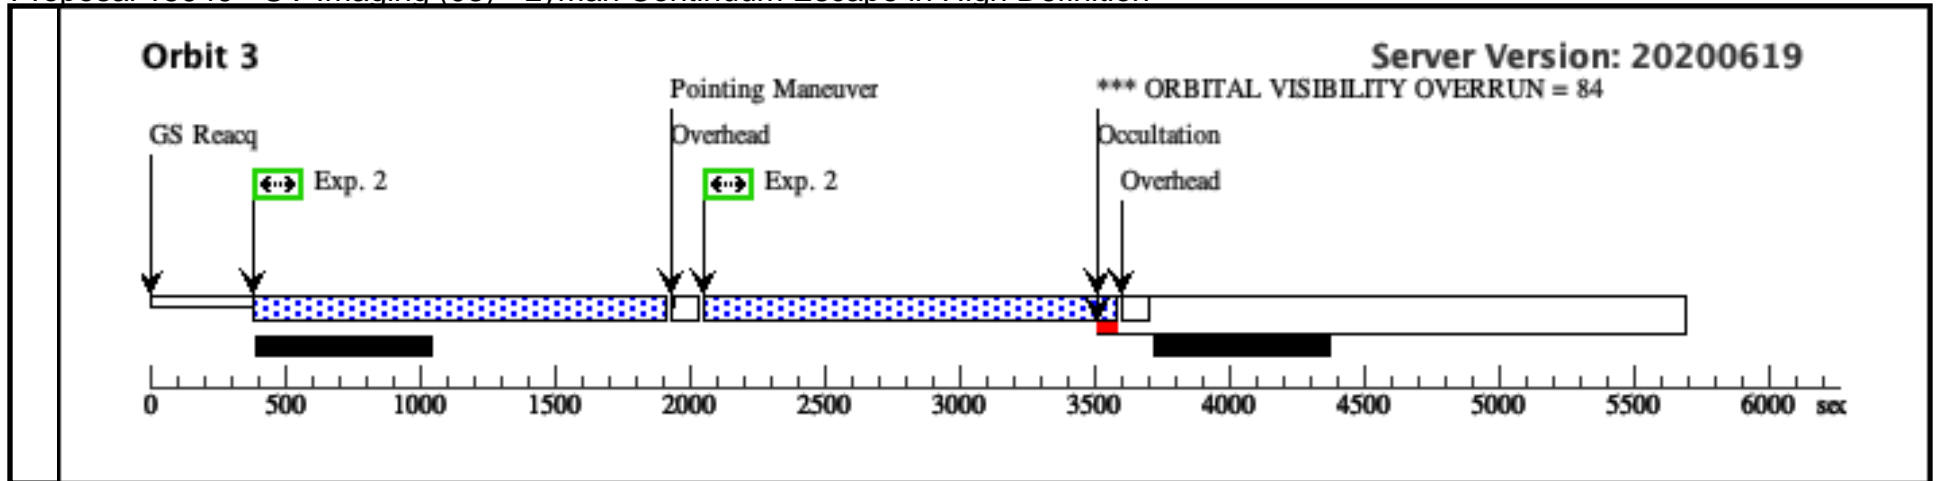 Orbit 3
Server Version: 20200619
Pointing Maneuver
*** ORBITAL VISIBILITY OVERRUN = 84
GS Reacq
Overhead
Occultation
Exp. 2
Exp. 2
Overhead
0 500 1000 1500 2000 2500 3000 3500 4000 4500 5000 5500 6000 sec